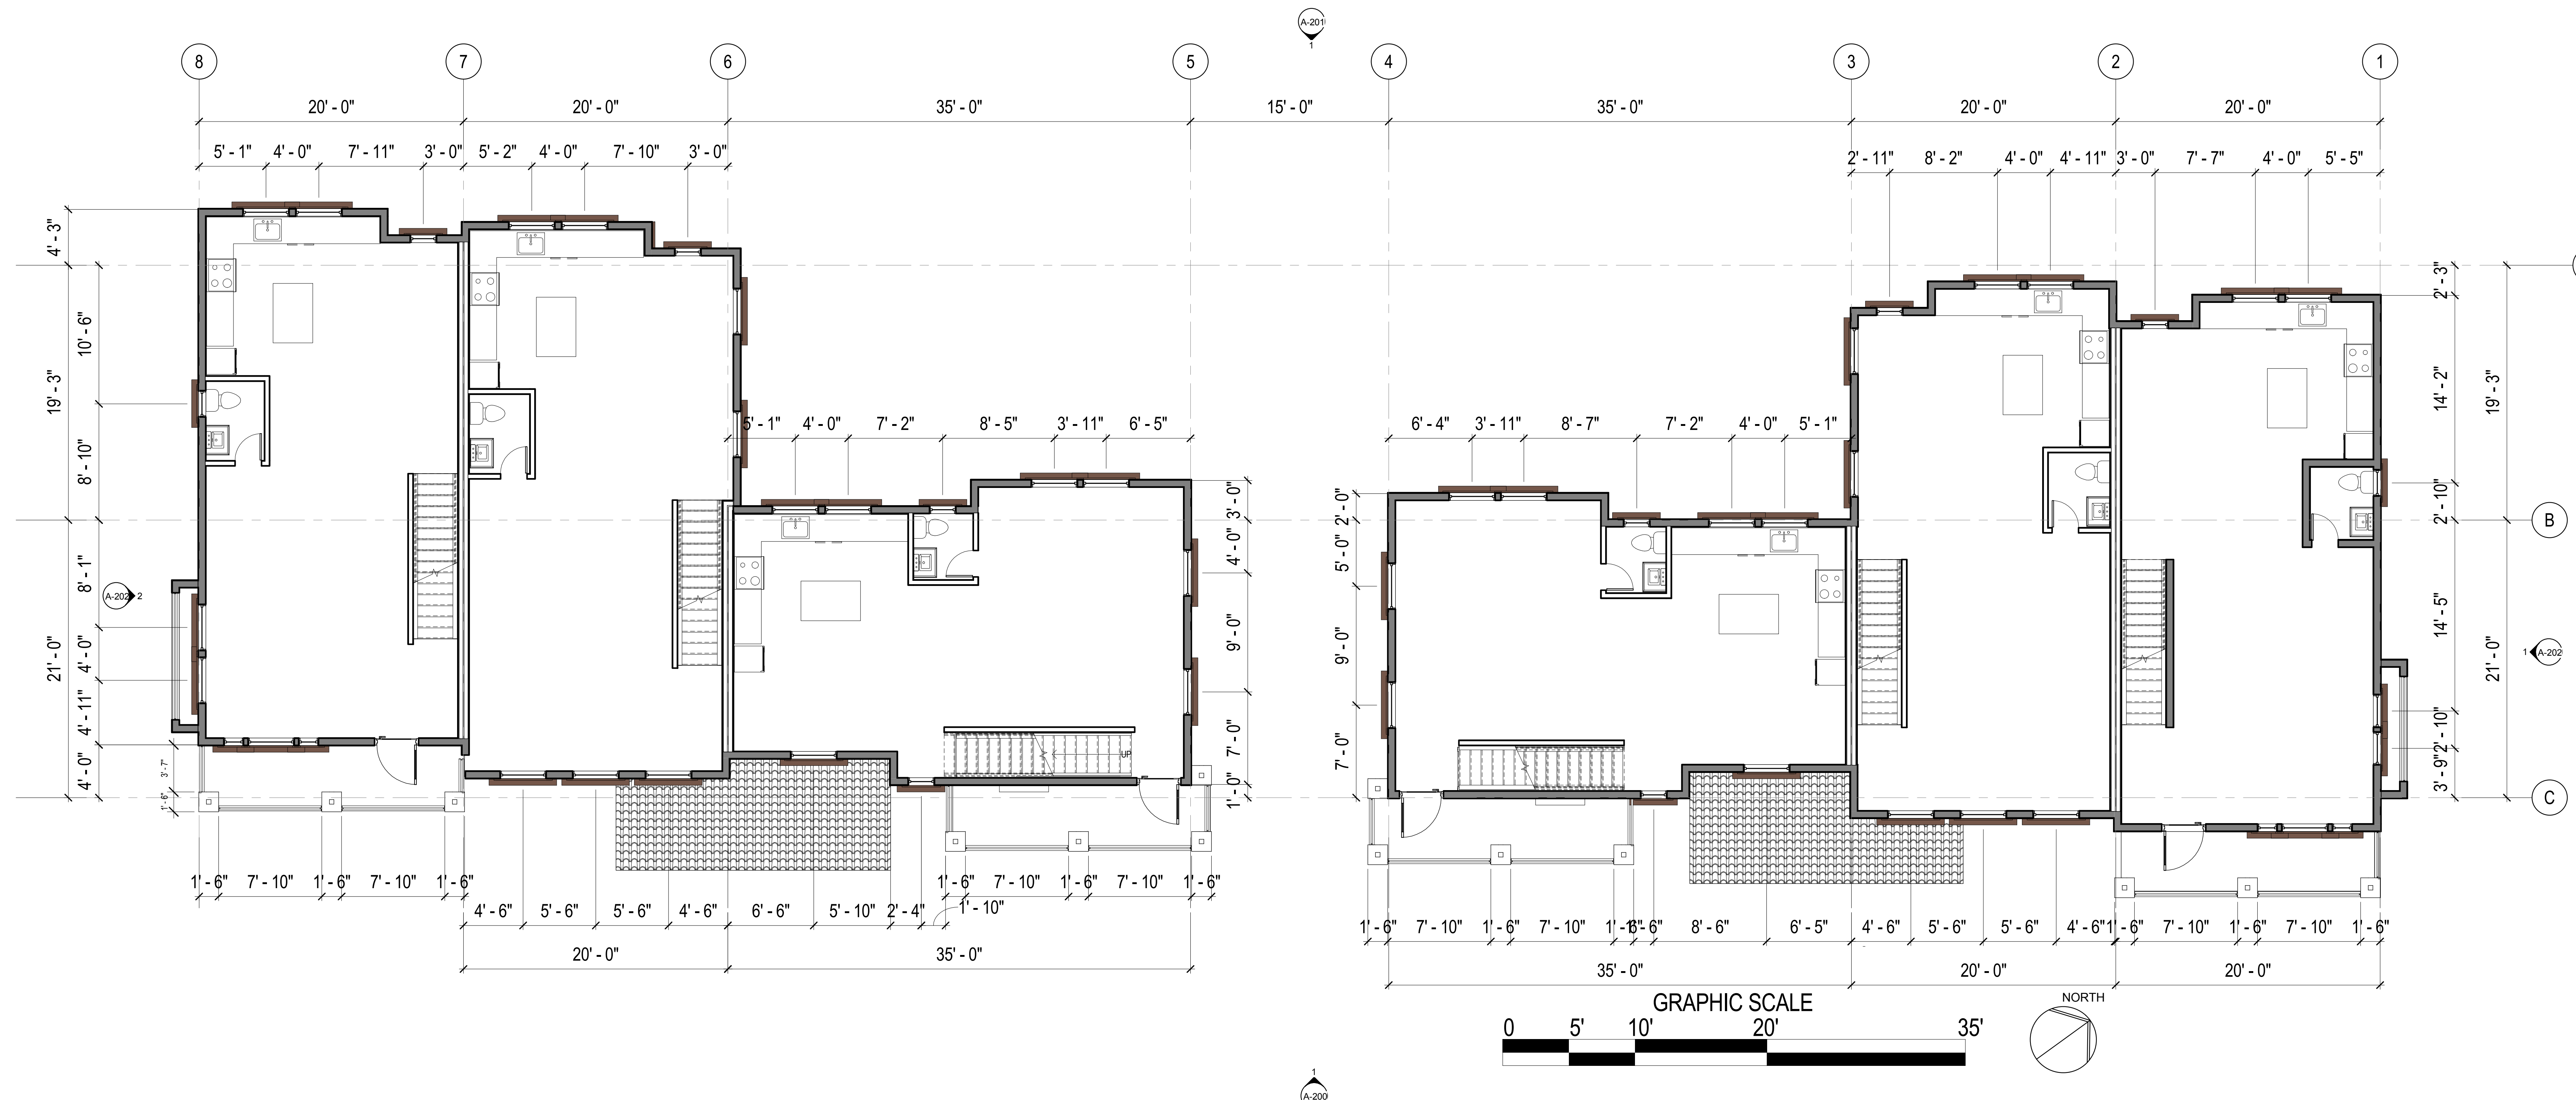 A-201
1
8 7 6 5 4 3 2 1
20' - 0" 20' - 0" 35' - 0" 15' - 0" 35' - 0" 20' - 0" 20' - 0"
5' - 1" 4' - 0" 7' - 11" 3' - 0" 5' - 2" 4' - 0" 7' - 10" 3' - 0"
2' - 11" 8' - 2" 4' - 0" 4' - 11" 3' - 0" 7' - 7" 4' - 0" 5' - 5"
4' - 3"
19' - 3"
21' - 0"
10' - 6"
8' - 10"
8' - 1"
4' - 0"
4' - 11"
4' - 0"
3' - 7"
1' - 6"
A-202 2
5' - 1" 4' - 0" 7' - 2" 8' - 5" 3' - 11" 6' - 5"
3' - 0"
4' - 0"
9' - 0"
7' - 0"
1' - 0"
UP
6' - 4" 3' - 11" 8' - 7" 7' - 2" 4' - 0" 5' - 1"
2' - 0"
5' - 0"
9' - 0"
7' - 0"
2' - 3"
14' - 2"
2' - 10"
2' - 0"
14' - 5"
2' - 10"
3' - 9"
19' - 3"
21' - 0"
B
1 A-202
C
1' - 6" 7' - 10" 1' - 6" 7' - 10" 1' - 6"
1' - 6" 7' - 10" 1' - 6" 7' - 10" 1' - 6"
4' - 6" 5' - 6" 5' - 6" 4' - 6" 6' - 6" 5' - 10" 2' - 4" 1' - 10"
20' - 0" 35' - 0"
1' - 6" 7' - 10" 1' - 6" 7' - 10" 8' - 6" 6' - 5" 4' - 6" 5' - 6" 5' - 6" 4' - 6" 1' - 6" 7' - 10" 1' - 6" 7' - 10" 1' - 6"
35' - 0" 20' - 0" 20' - 0"
GRAPHIC SCALE
0 5' 10' 20' 35'
NORTH
1
A-200